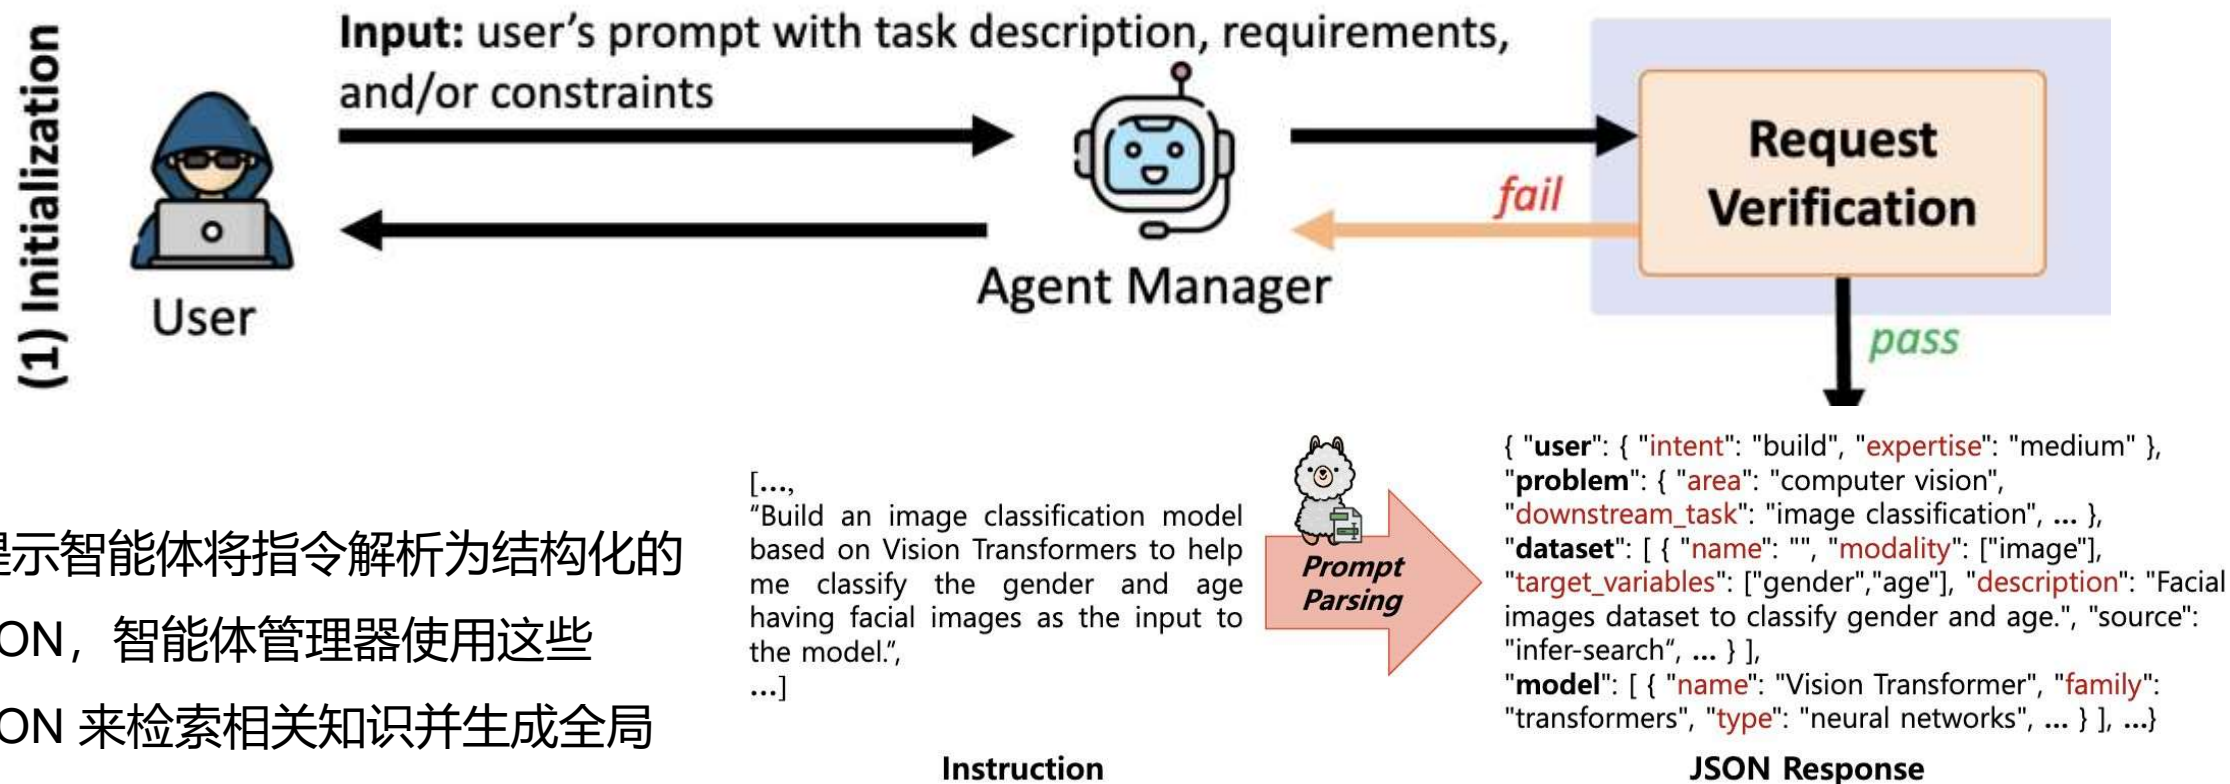 (1) Initialization
Input: user's prompt with task description, requirements,
and/or constraints
User
Agent Manager
fail
Request
Verification
pass
示智能体将指令解析为结构化的
ON，智能体管理器使用这些
ON 来检索相关知识并生成全局
[...,
“Build an image classification model
based on Vision Transformers to help
me classify the gender and age
having facial images as the input to
the model.”,
...]
Instruction
Prompt
Parsing
{ "user": { "intent": "build", "expertise": "medium" },
"problem": { "area": "computer vision",
"downstream_task": "image classification", ... },
"dataset": [ { "name": "", "modality": ["image"],
"target_variables": ["gender","age"], "description": "Facial
images dataset to classify gender and age.", "source":
"infer-search“, ... } ],
"model": [ { "name": "Vision Transformer", "family":
"transformers", "type": "neural networks", ... } ], ...}
JSON Response